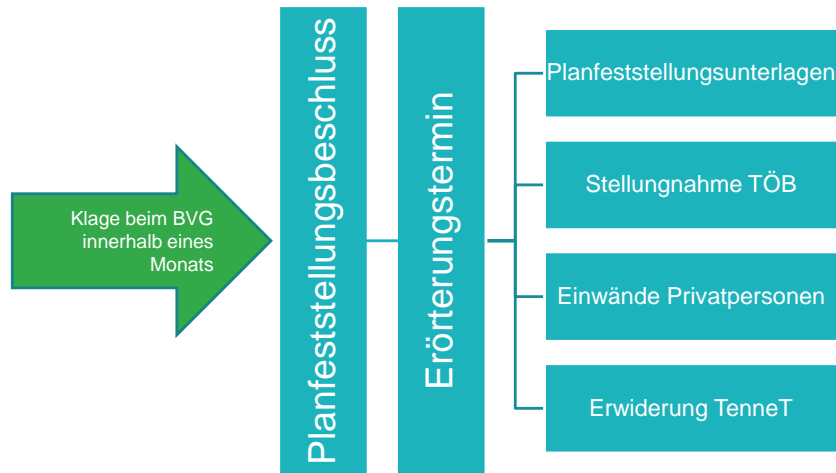 Klage beim BVG
innerhalb eines
Monats
Planfeststellungsbeschluss
Erörterungstermin
Planfeststellungsunterlagen
Stellungnahme TÖB
Einwände Privatpersonen
Erwiderung TenneT